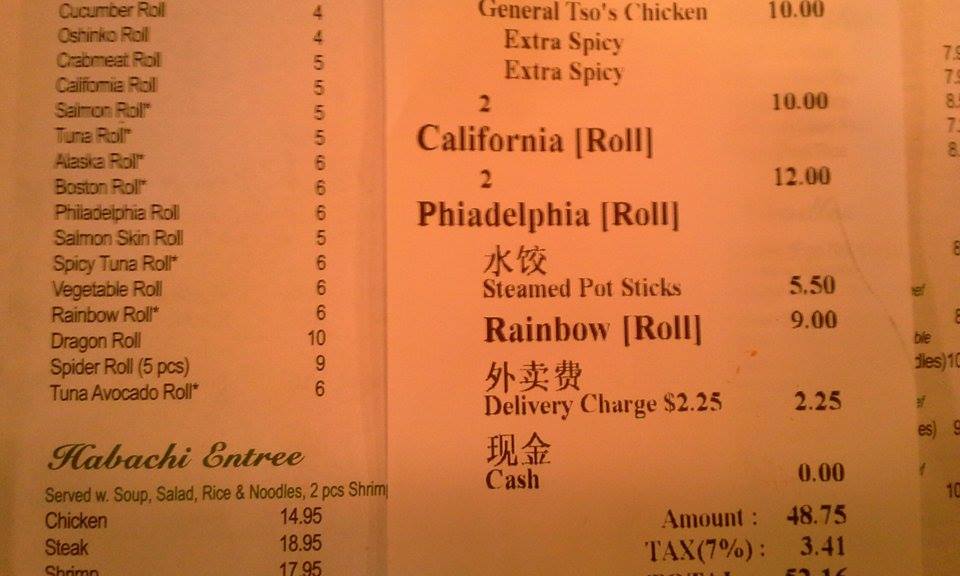 Cucumber Roll 4
Oshinko Roll 4
Crabmeat Roll 5
California Roll 5
Salmon Roll* 5
Tuna Roll* 5
Alaska Roll* 6
Boston Roll* 6
Philadelphia Roll 6
Salmon Skin Roll 5
Spicy Tuna Roll* 6
Vegetable Roll 6
Rainbow Roll* 6
Dragon Roll 10
Spider Roll (5 pcs) 9
Tuna Avocado Roll* 6
Habachi Entree
Served w. Soup, Salad, Rice & Noodles, 2 pcs Shrim
Chicken 14.95
Steak 18.95
Shrimp 17.95
General Tso's Chicken 10.00
Extra Spicy
Extra Spicy
2 10.00
California [Roll]
2 12.00
Phiadelphia [Roll]
水饺
Steamed Pot Sticks 5.50
Rainbow [Roll] 9.00
外卖费
Delivery Charge $2.25 2.25
现金
Cash 0.00
Amount : 48.75
TAX(7%) : 3.41
52.16